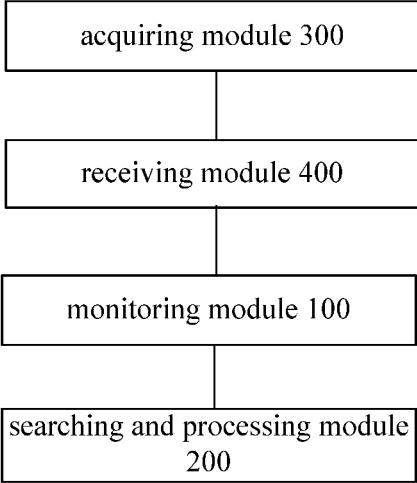 acquiring module 300
receiving module 400
monitoring module 100
searching and processing module
200